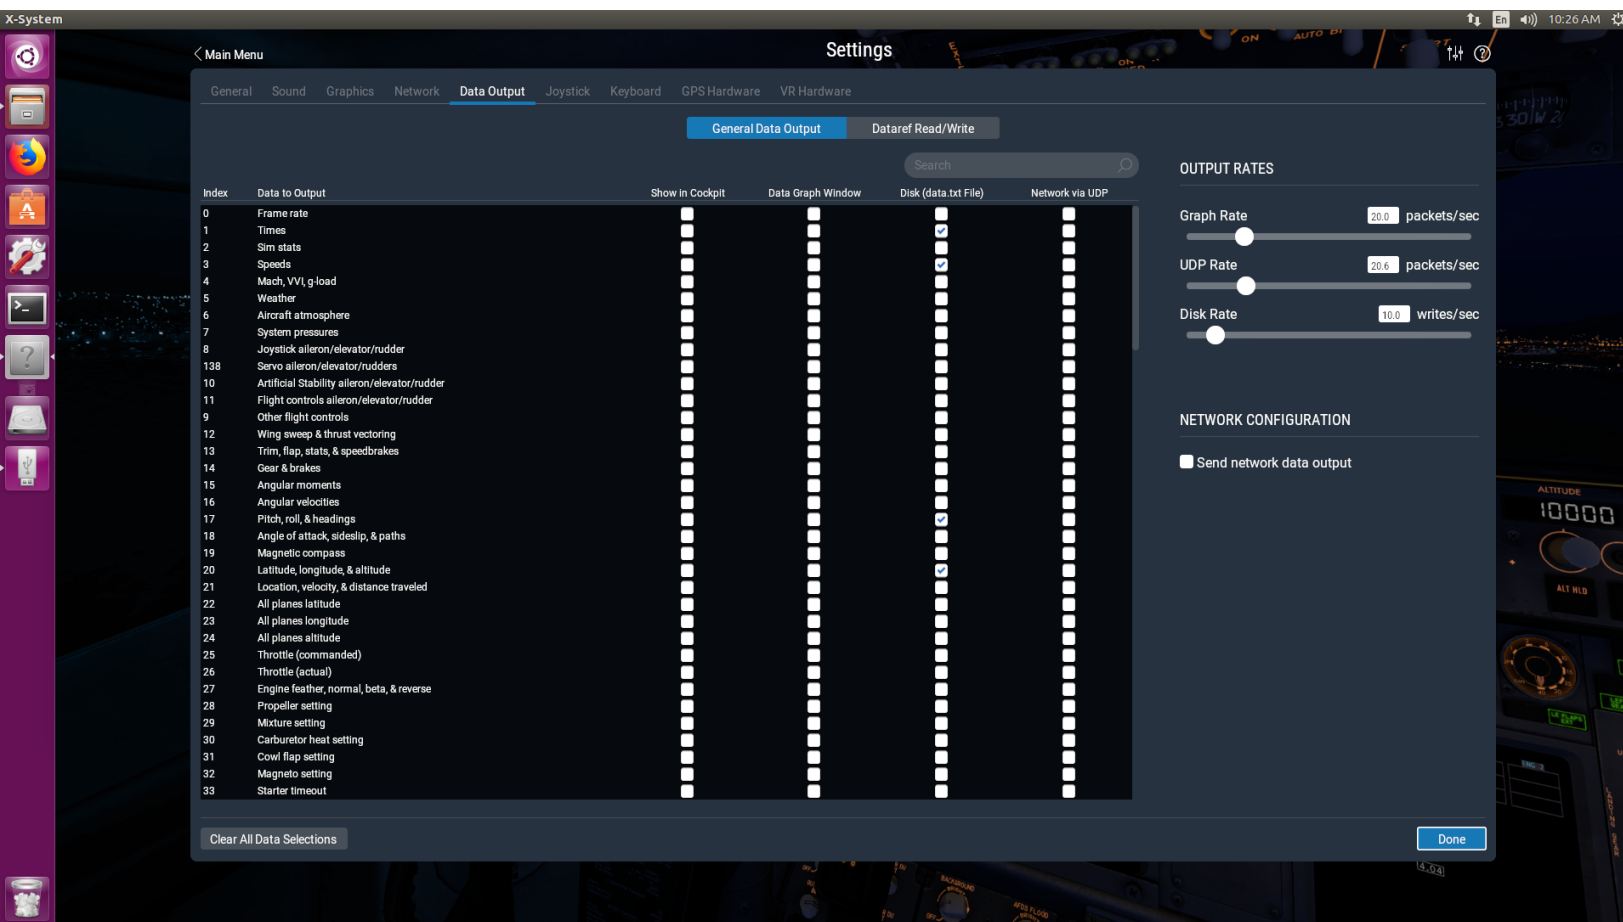 X-System
En
10:26 AM
Main Menu
Settings
General Sound Graphics Network Data Output Joystick Keyboard GPS Hardware VR Hardware
General Data Output Dataref Read/Write
Search
Index Data to Output Show in Cockpit Data Graph Window Disk (data.txt File) Network via UDP
0 Frame rate
1 Times
2 Sim stats
3 Speeds
4 Mach, VVI, g-load
5 Weather
6 Aircraft atmosphere
7 System pressures
8 Joystick aileron/elevator/rudder
138 Servo aileron/elevator/rudders
10 Artificial Stability aileron/elevator/rudder
11 Flight controls aileron/elevator/rudder
9 Other flight controls
12 Wing sweep & thrust vectoring
13 Trim, flap, stats, & speedbrakes
14 Gear & brakes
15 Angular moments
16 Angular velocities
17 Pitch, roll, & headings
18 Angle of attack, sideslip, & paths
19 Magnetic compass
20 Latitude, longitude, & altitude
21 Location, velocity, & distance traveled
22 All planes latitude
23 All planes longitude
24 All planes altitude
25 Throttle (commanded)
26 Throttle (actual)
27 Engine feather, normal, beta, & reverse
28 Propeller setting
29 Mixture setting
30 Carburetor heat setting
31 Cowl flap setting
32 Magneto setting
33 Starter timeout
OUTPUT RATES
Graph Rate 20.0 packets/sec
UDP Rate 20.6 packets/sec
Disk Rate 10.0 writes/sec
NETWORK CONFIGURATION
Send network data output
Clear All Data Selections
Done
ON
ALTITUDE
10000
ALT HLD
BACKGROUND
AFDS FLOOD
4.04